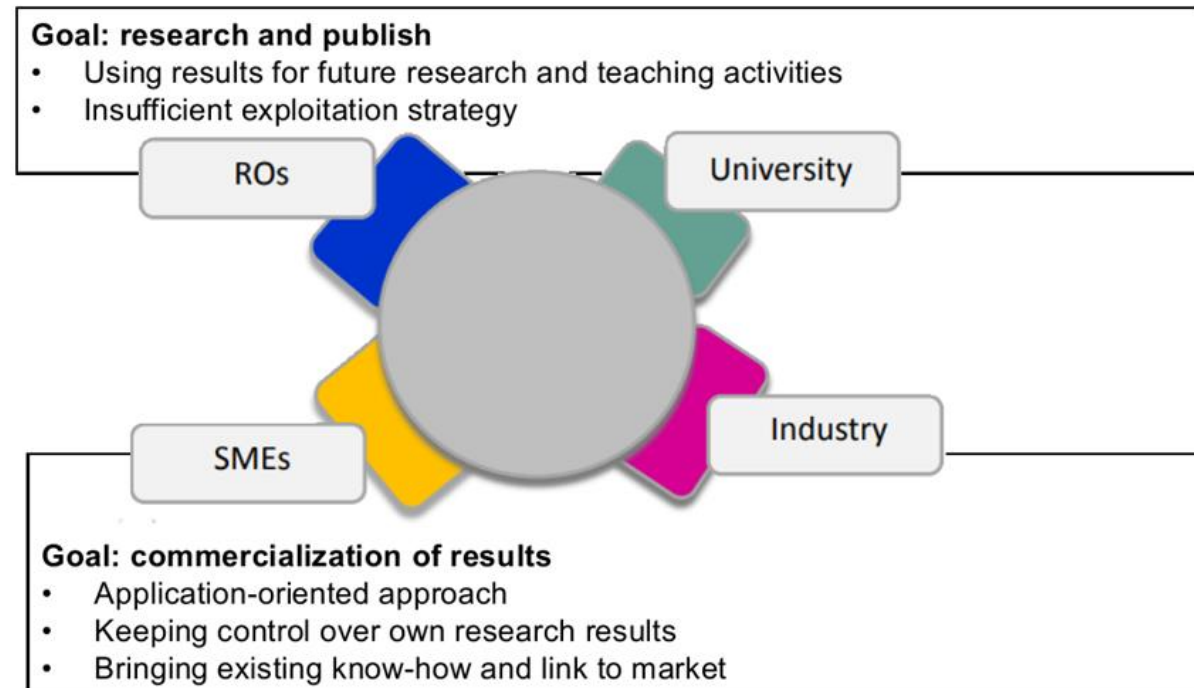 Goal: research and publish
• Using results for future research and teaching activities
• Insufficient exploitation strategy
ROs
University
SMEs
Industry
Goal: commercialization of results
• Application-oriented approach
• Keeping control over own research results
• Bringing existing know-how and link to market